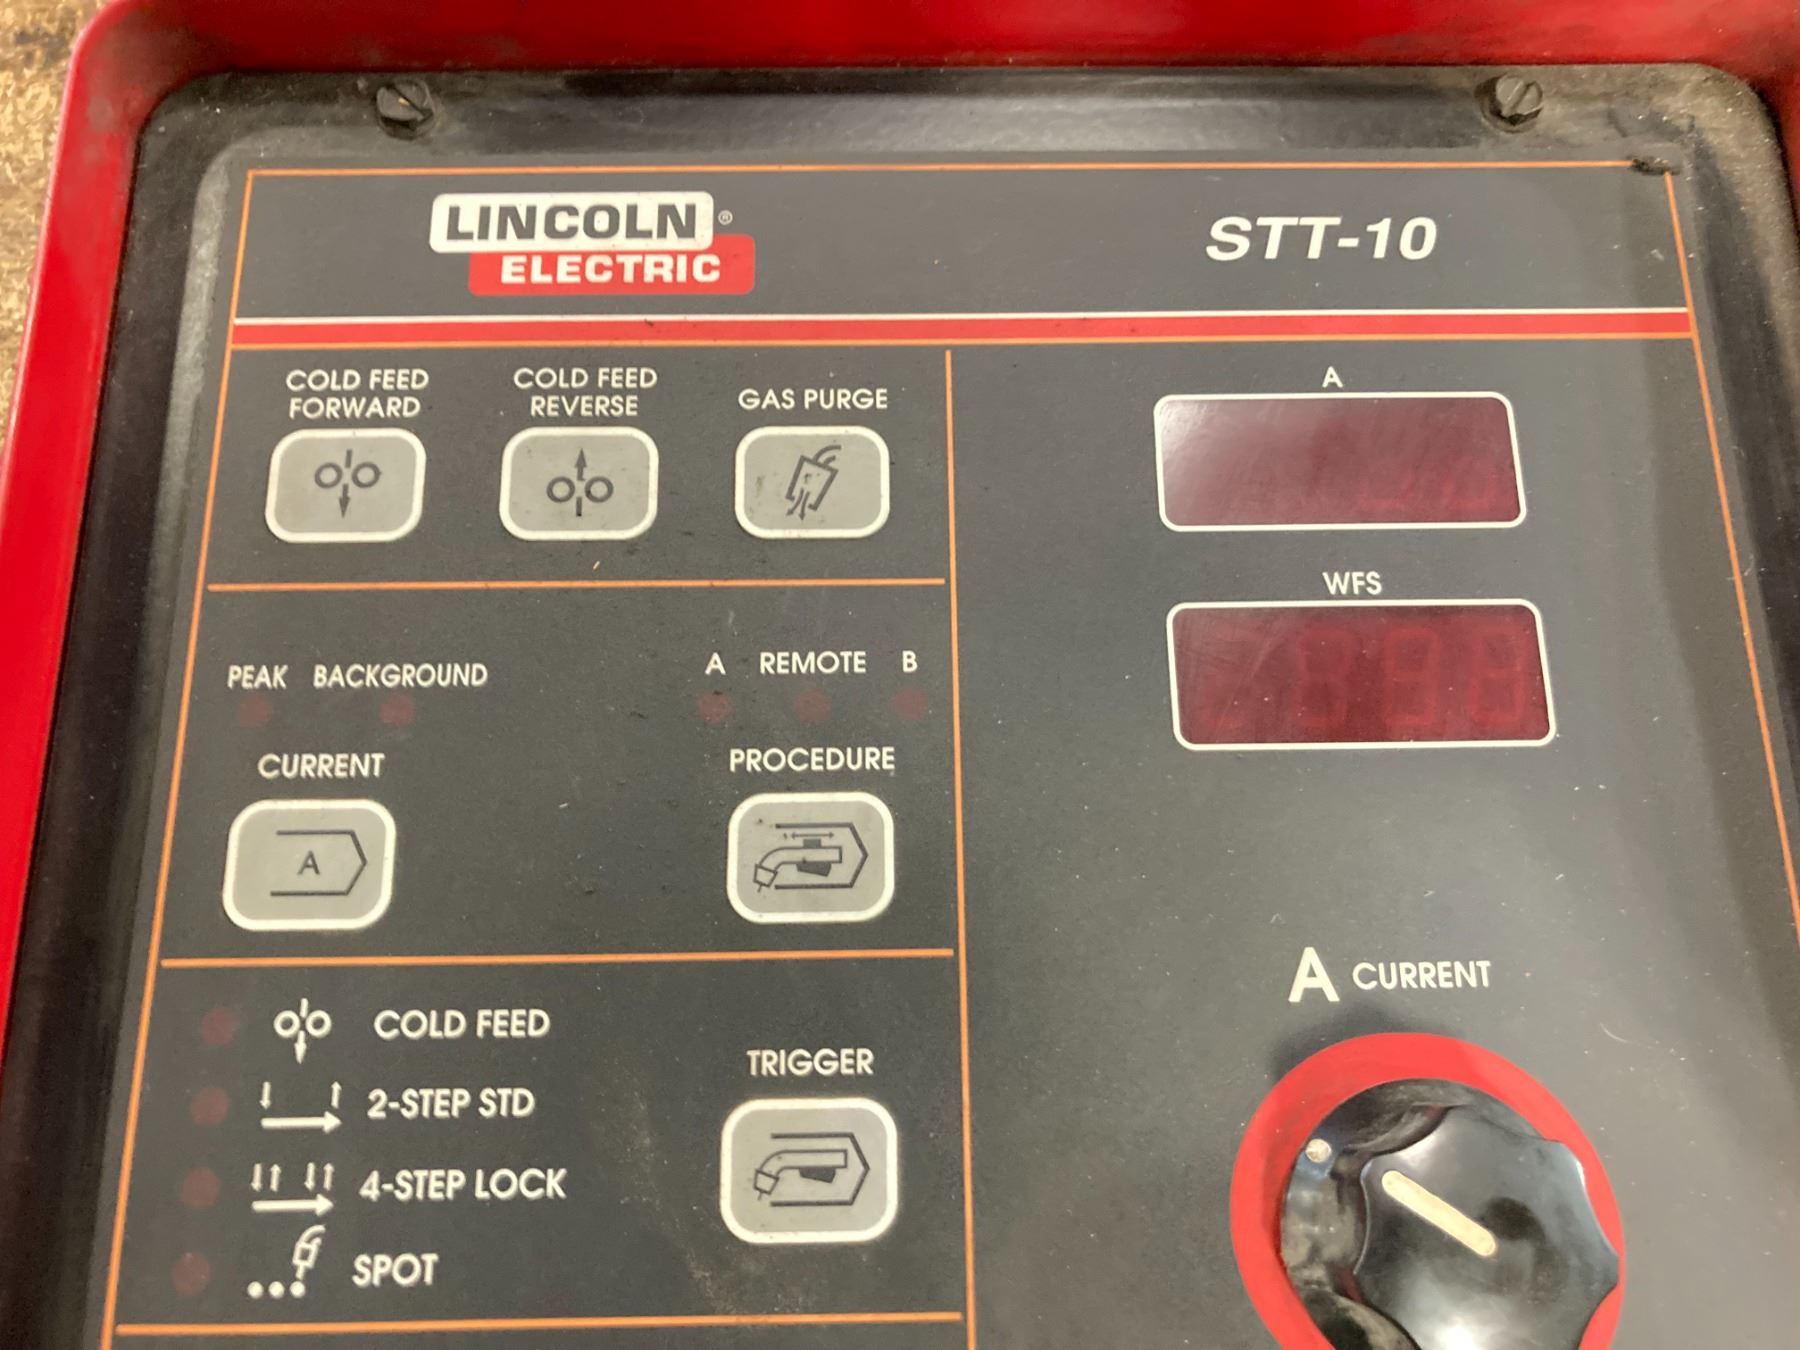 LINCOLN ®
ELECTRIC
STT-10
COLD FEED
FORWARD
COLD FEED
REVERSE
GAS PURGE
A
WFS
PEAK BACKGROUND
A REMOTE B
CURRENT
PROCEDURE
A
A CURRENT
COLD FEED
2-STEP STD
4-STEP LOCK
SPOT
TRIGGER